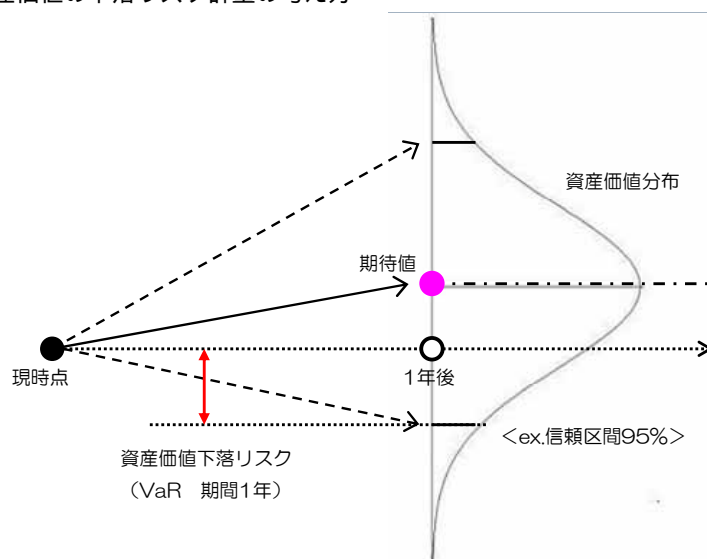 資産価値分布
期待値
現時点
1年後
<ex.信頼区間95%>
資産価値下落リスク
(VaR 期間1年)